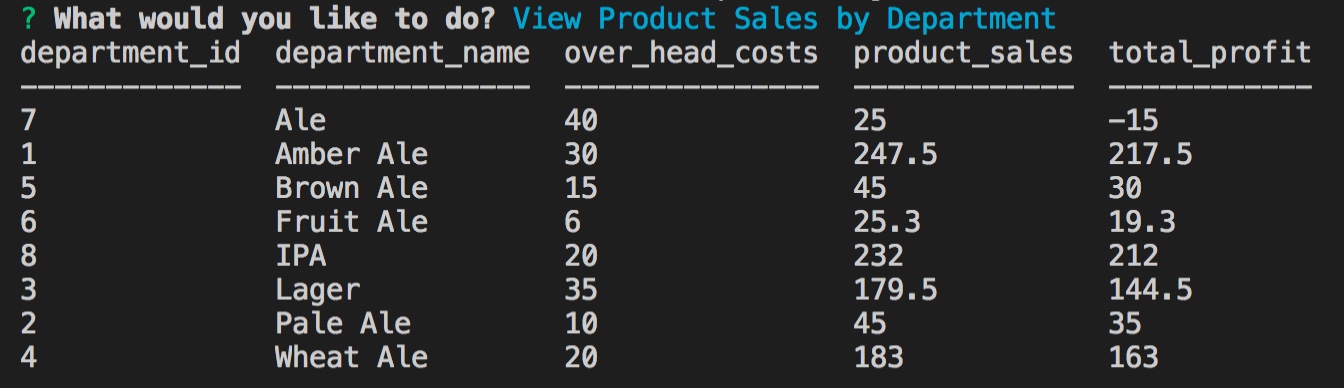 ? What would you like to do? View Product Sales by Department
department_id  department_name  over_head_costs  product_sales  total_profit
-------------  ---------------  ---------------  -------------  ------------
7              Ale              40               25             -15
1              Amber Ale        30               247.5          217.5
5              Brown Ale        15               45             30
6              Fruit Ale        6                25.3           19.3
8              IPA              20               232            212
3              Lager            35               179.5          144.5
2              Pale Ale         10               45             35
4              Wheat Ale        20               183            163